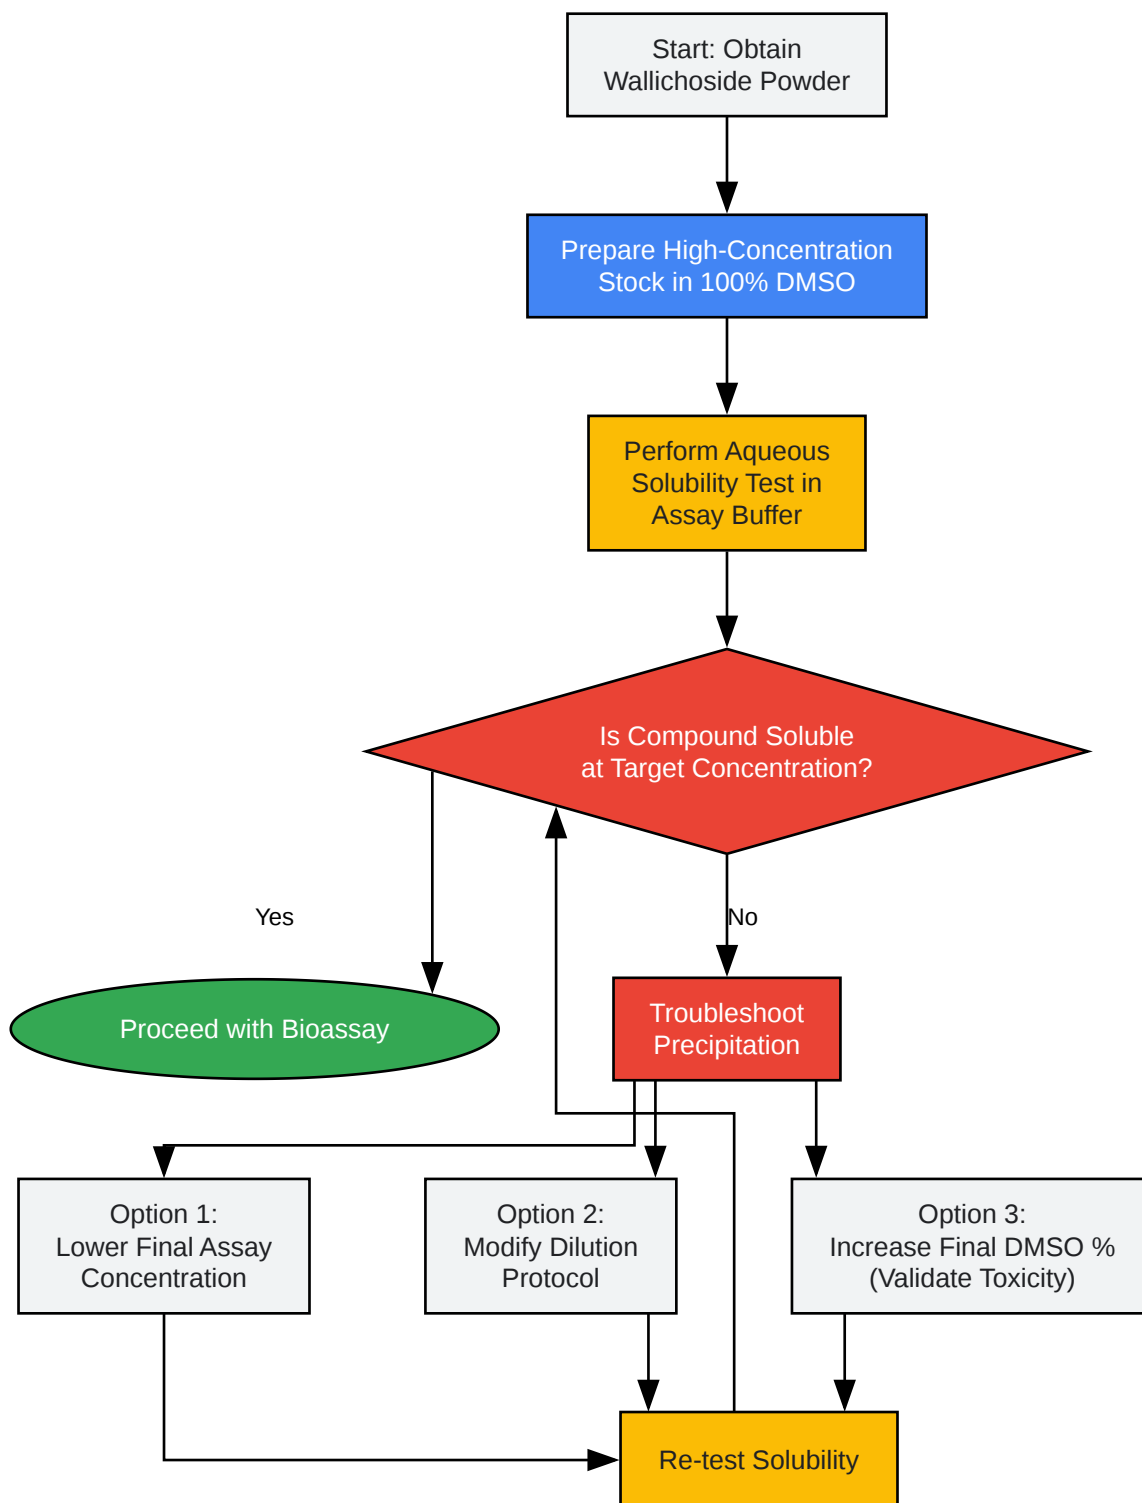 Start: Obtain
Wallichoside Powder
Prepare High-Concentration
Stock in 100% DMSO
Perform Aqueous
Solubility Test in
Assay Buffer
Is Compound Soluble
at Target Concentration?
Yes
No
Proceed with Bioassay
Troubleshoot
Precipitation
Option 1:
Lower Final Assay
Concentration
Option 2:
Modify Dilution
Protocol
Option 3:
Increase Final DMSO %
(Validate Toxicity)
Re-test Solubility